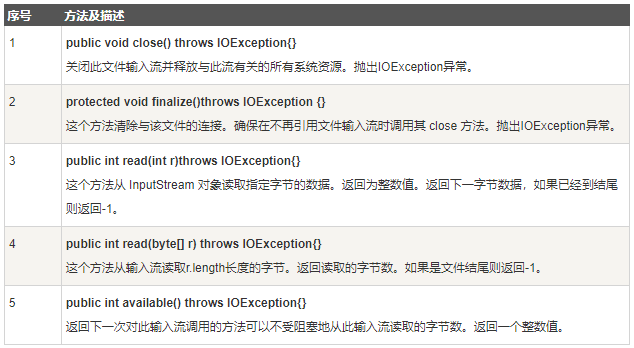 序号 方法及描述
1 public void close() throws IOException{}
关闭此文件输入流并释放与此流有关的所有系统资源。抛出IOException异常。
2 protected void finalize()throws IOException {}
这个方法清除与该文件的连接。确保在不再引用文件输入流时调用其 close 方法。抛出IOException异常。
3 public int read(int r)throws IOException{}
这个方法从 InputStream 对象读取指定字节的数据。返回为整数值。返回下一字节数据，如果已经到结尾
则返回-1。
4 public int read(byte[] r) throws IOException{}
这个方法从输入流读取r.length长度的字节。返回读取的字节数。如果是文件结尾则返回-1。
5 public int available() throws IOException{}
返回下一次对此输入流调用的方法可以不受阻塞地从此输入流读取的字节数。返回一个整数值。